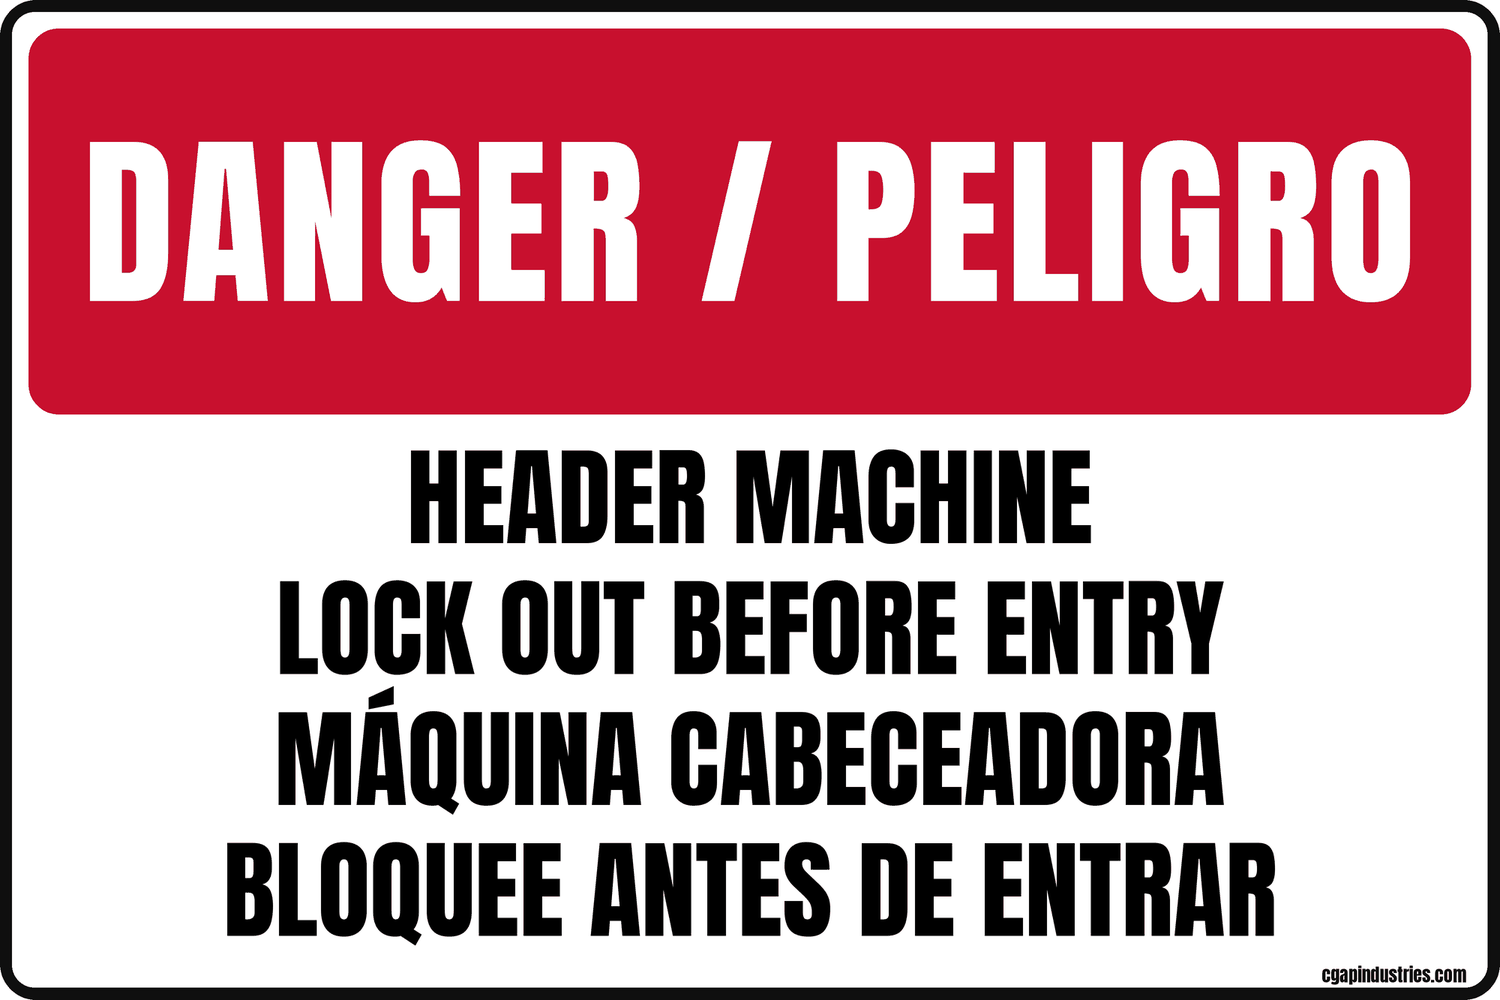 DANGER / PELIGRO
HEADER MACHINE
LOCK OUT BEFORE ENTRY
MÁQUINA CABECEADORA
BLOQUEE ANTES DE ENTRAR
cgapindustries.com